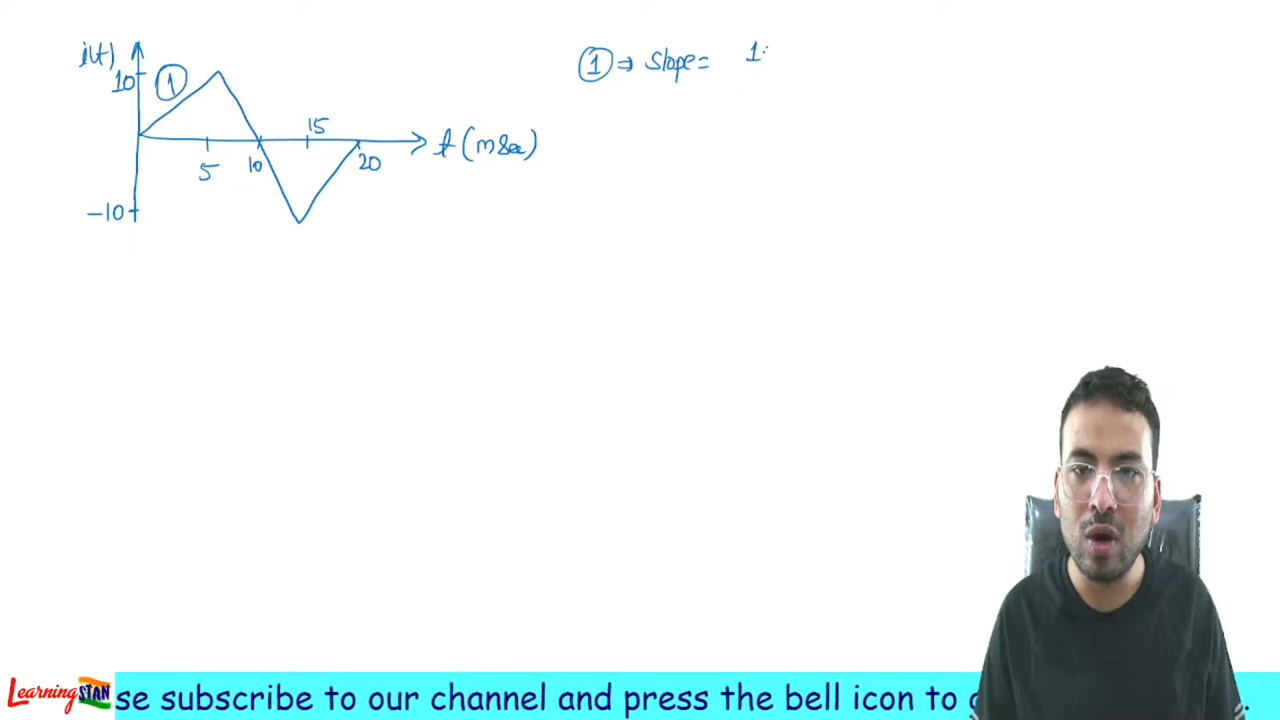 i(t)
10
1
15
t (msec)
5
10
20
-10
1 ⇒ slope = 1
LearningSTAN
se subscribe to our channel and press the bell icon to